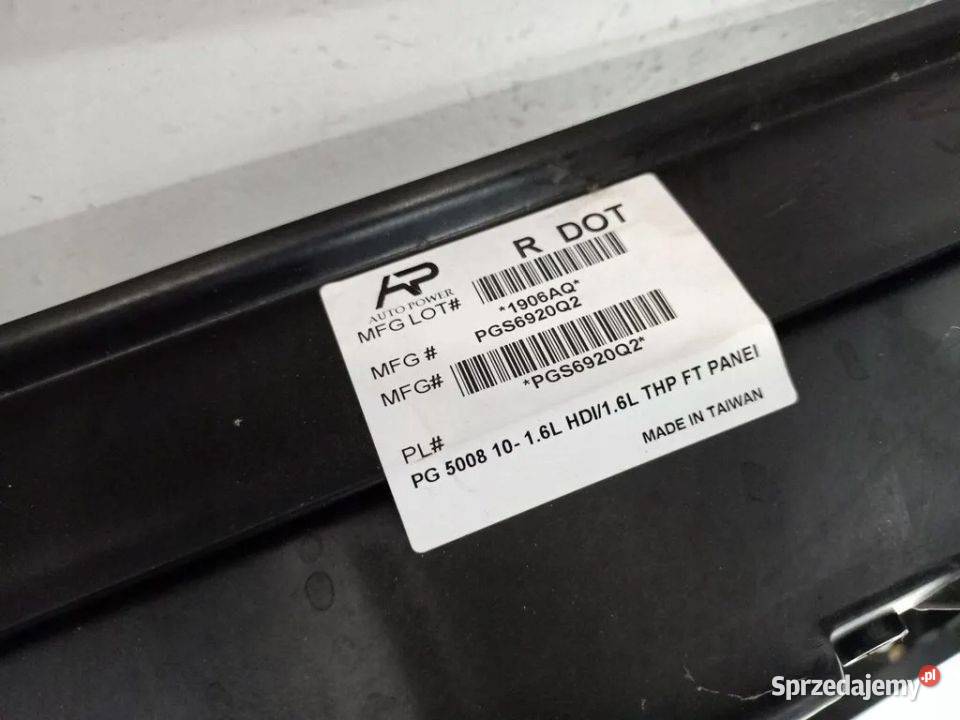 R DOT
AP
AUTO POWER
MFG LOT#
*1906AQ*
MFG # PGS6920Q2
MFG# *PGS6920Q2*
PL#
PG 5008 10- 1.6L HDI/1.6L THP FT PANEI
MADE IN TAIWAN
Sprzedajemy.pl